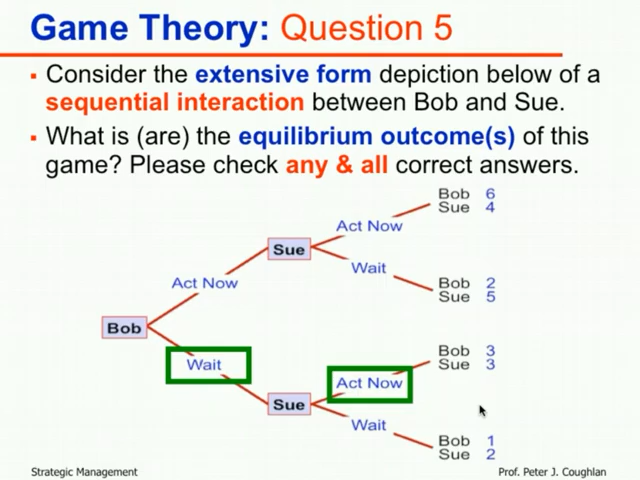 Game Theory: Question 5
▪ Consider the extensive form depiction below of a
sequential interaction between Bob and Sue.
▪ What is (are) the equilibrium outcome(s) of this
game? Please check any & all correct answers.
Bob 6
Sue 4
Act Now
Sue
Wait
Act Now
Bob 2
Sue 5
Bob
Bob 3
Sue 3
Wait
Act Now
Sue
Wait
Bob 1
Sue 2
Strategic Management
Prof. Peter J. Coughlan